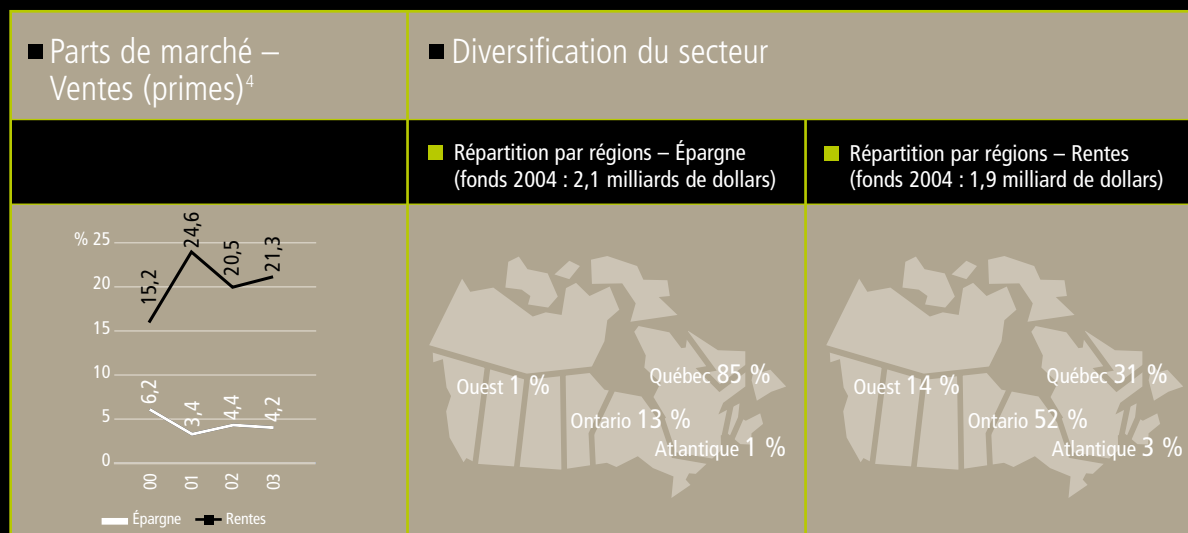 Parts de marché –
Ventes (primes)4
Diversification du secteur
Répartition par régions – Épargne
(fonds 2004 : 2,1 milliards de dollars)
Répartition par régions – Rentes
(fonds 2004 : 1,9 milliard de dollars)
% 25
20
15
10
5
0
15,2
24,6
20,5
21,3
6,2
3,4
4,4
4,2
00
01
02
03
Épargne
Rentes
Ouest 1 %
Québec 85 %
Ontario 13 %
Atlantique 1 %
Ouest 14 %
Québec 31 %
Ontario 52 %
Atlantique 3 %